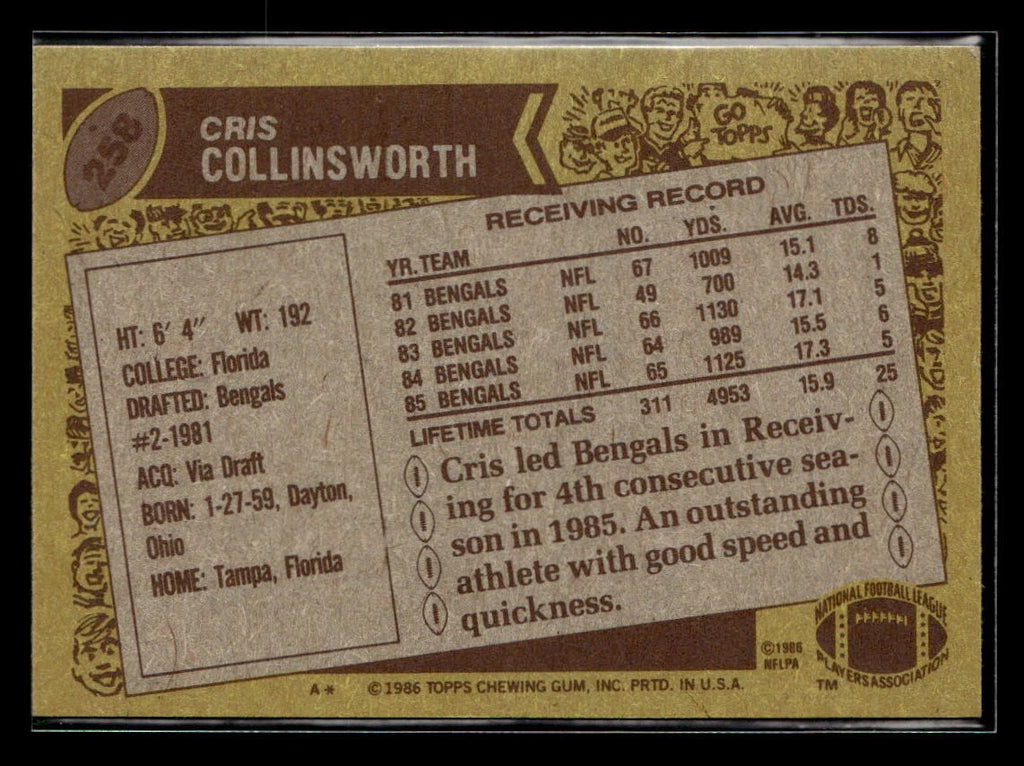 258
CRIS
COLLINSWORTH
GO
TOPPS
RECEIVING RECORD
YR. TEAM NO. YDS. AVG. TDS.
81 BENGALS NFL 67 1009 15.1 8
82 BENGALS NFL 49 700 14.3 1
83 BENGALS NFL 66 1130 17.1 5
84 BENGALS NFL 64 989 15.5 6
85 BENGALS NFL 65 1125 17.3 5
LIFETIME TOTALS 311 4953 15.9 25
HT: 6' 4" WT: 192
COLLEGE: Florida
DRAFTED: Bengals
#2-1981
ACQ: Via Draft
BORN: 1-27-59, Dayton,
Ohio
HOME: Tampa, Florida
Cris led Bengals in Receiv-
ing for 4th consecutive sea-
son in 1985. An outstanding
athlete with good speed and
quickness.
©1986
NFLPA
NATIONAL FOOTBALL LEAGUE
PLAYERS ASSOCIATION
TM
A* ©1986 TOPPS CHEWING GUM, INC. PRTD. IN U.S.A.